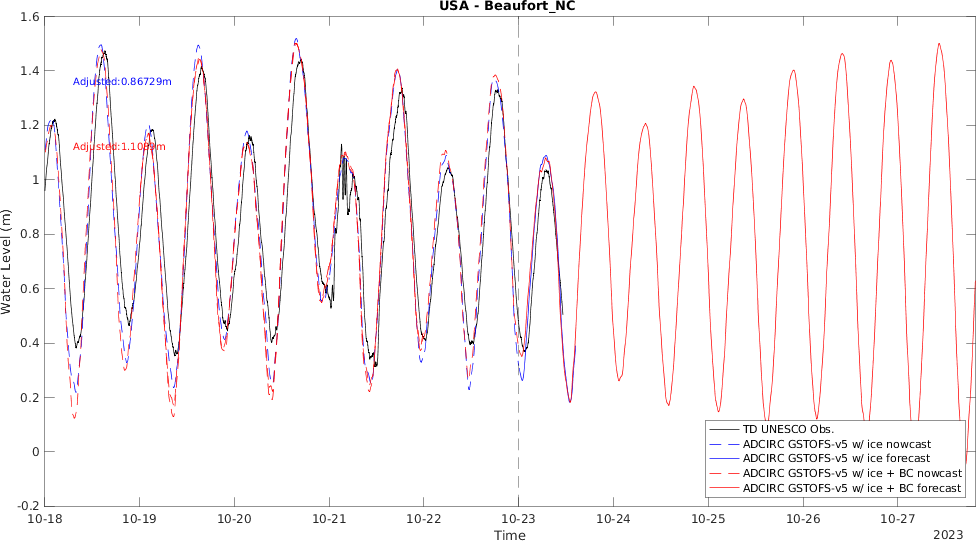 USA - Beaufort_NC
1.6
1.4
1.2
1
0.8
0.6
0.4
0.2
0
-0.2
Water Level (m)
Adjusted:0.86729m
Adjusted:1.1089m
TD UNESCO Obs.
ADCIRC GSTOFS-v5 w/ ice nowcast
ADCIRC GSTOFS-v5 w/ ice forecast
ADCIRC GSTOFS-v5 w/ ice + BC nowcast
ADCIRC GSTOFS-v5 w/ ice + BC forecast
10-18 10-19 10-20 10-21 10-22 10-23 10-24 10-25 10-26 10-27
Time
2023